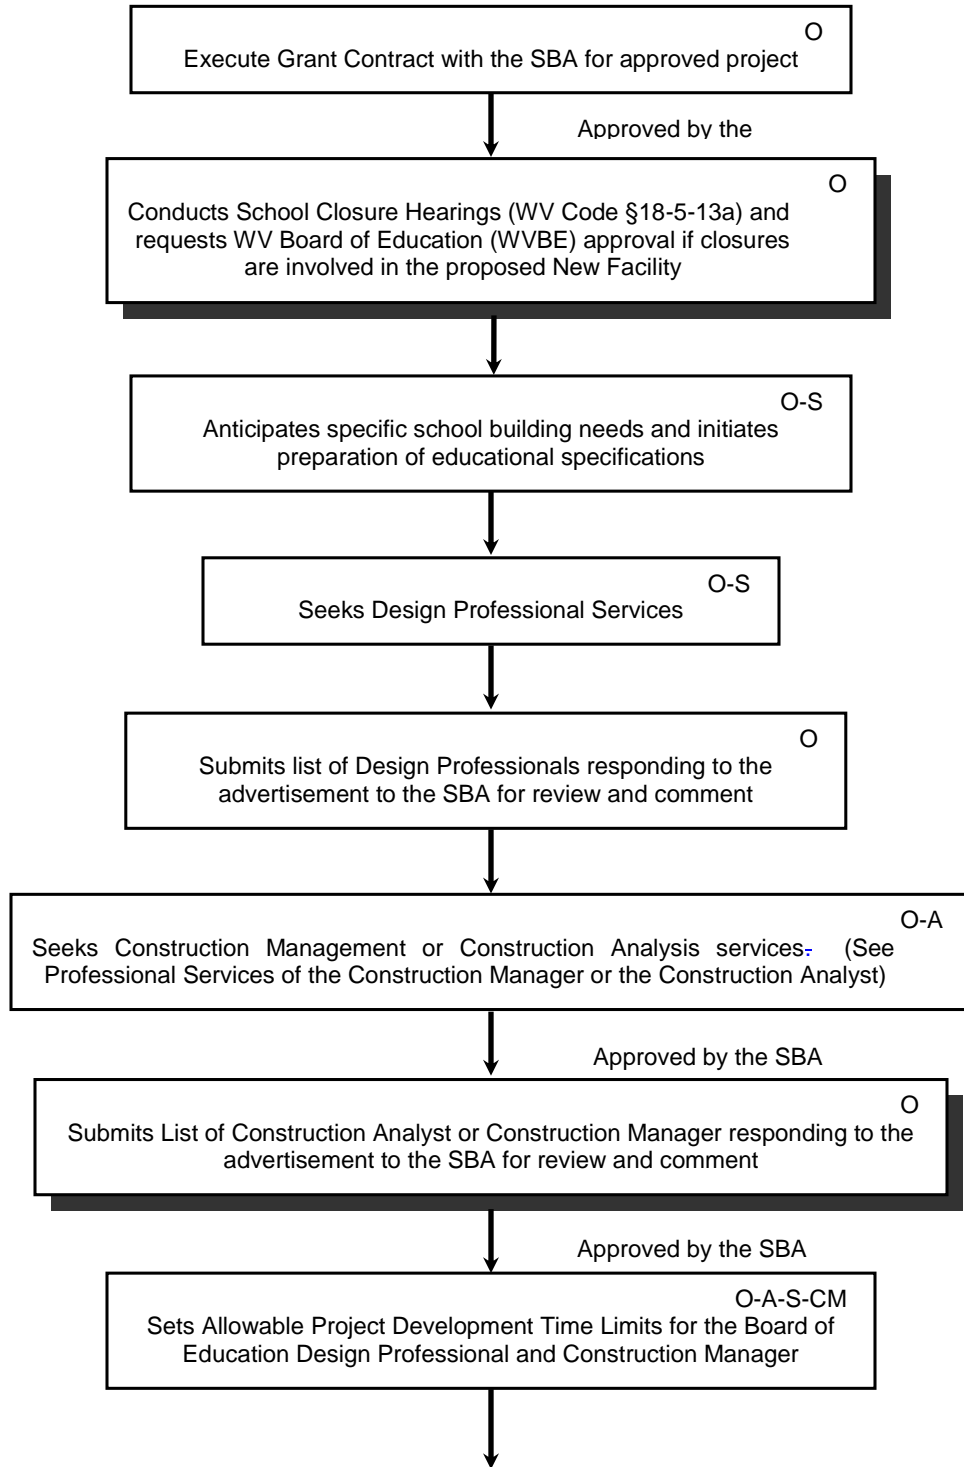 O
Execute Grant Contract with the SBA for approved project
Approved by the
O
Conducts School Closure Hearings (WV Code §18-5-13a) and
requests WV Board of Education (WVBE) approval if closures
are involved in the proposed New Facility
O-S
Anticipates specific school building needs and initiates
preparation of educational specifications
O-S
Seeks Design Professional Services
O
Submits list of Design Professionals responding to the
advertisement to the SBA for review and comment
O-A
Seeks Construction Management or Construction Analysis services. (See
Professional Services of the Construction Manager or the Construction Analyst)
Approved by the SBA
O
Submits List of Construction Analyst or Construction Manager responding to the
advertisement to the SBA for review and comment
Approved by the SBA
O-A-S-CM
Sets Allowable Project Development Time Limits for the Board of
Education Design Professional and Construction Manager